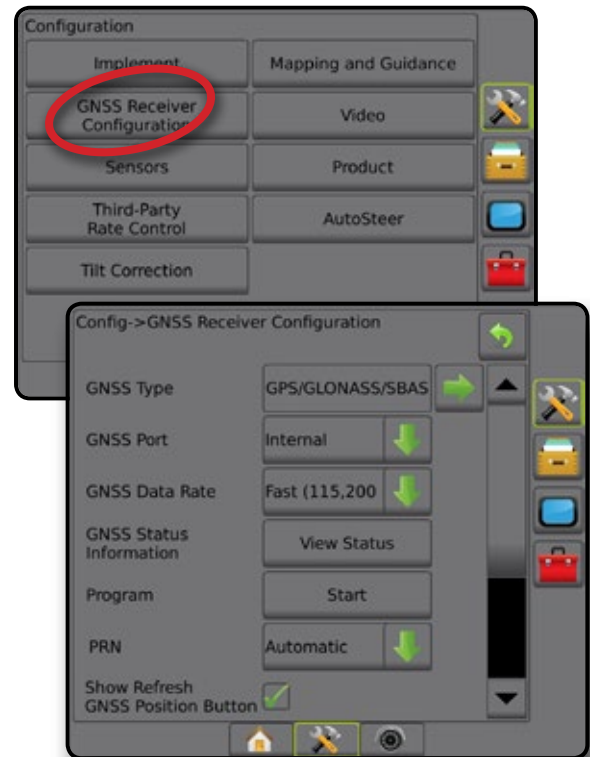 Configuration
Implement
Mapping and Guidance
GNSS Receiver
Configuration
Video
Sensors
Product
Third-Party
Rate Control
AutoSteer
Tilt Correction
Config->GNSS Receiver Configuration
GNSS Type
GPS/GLONASS/SBAS
GNSS Port
Internal
GNSS Data Rate
Fast (115,200
GNSS Status
Information
View Status
Program
Start
PRN
Automatic
Show Refresh
GNSS Position Button